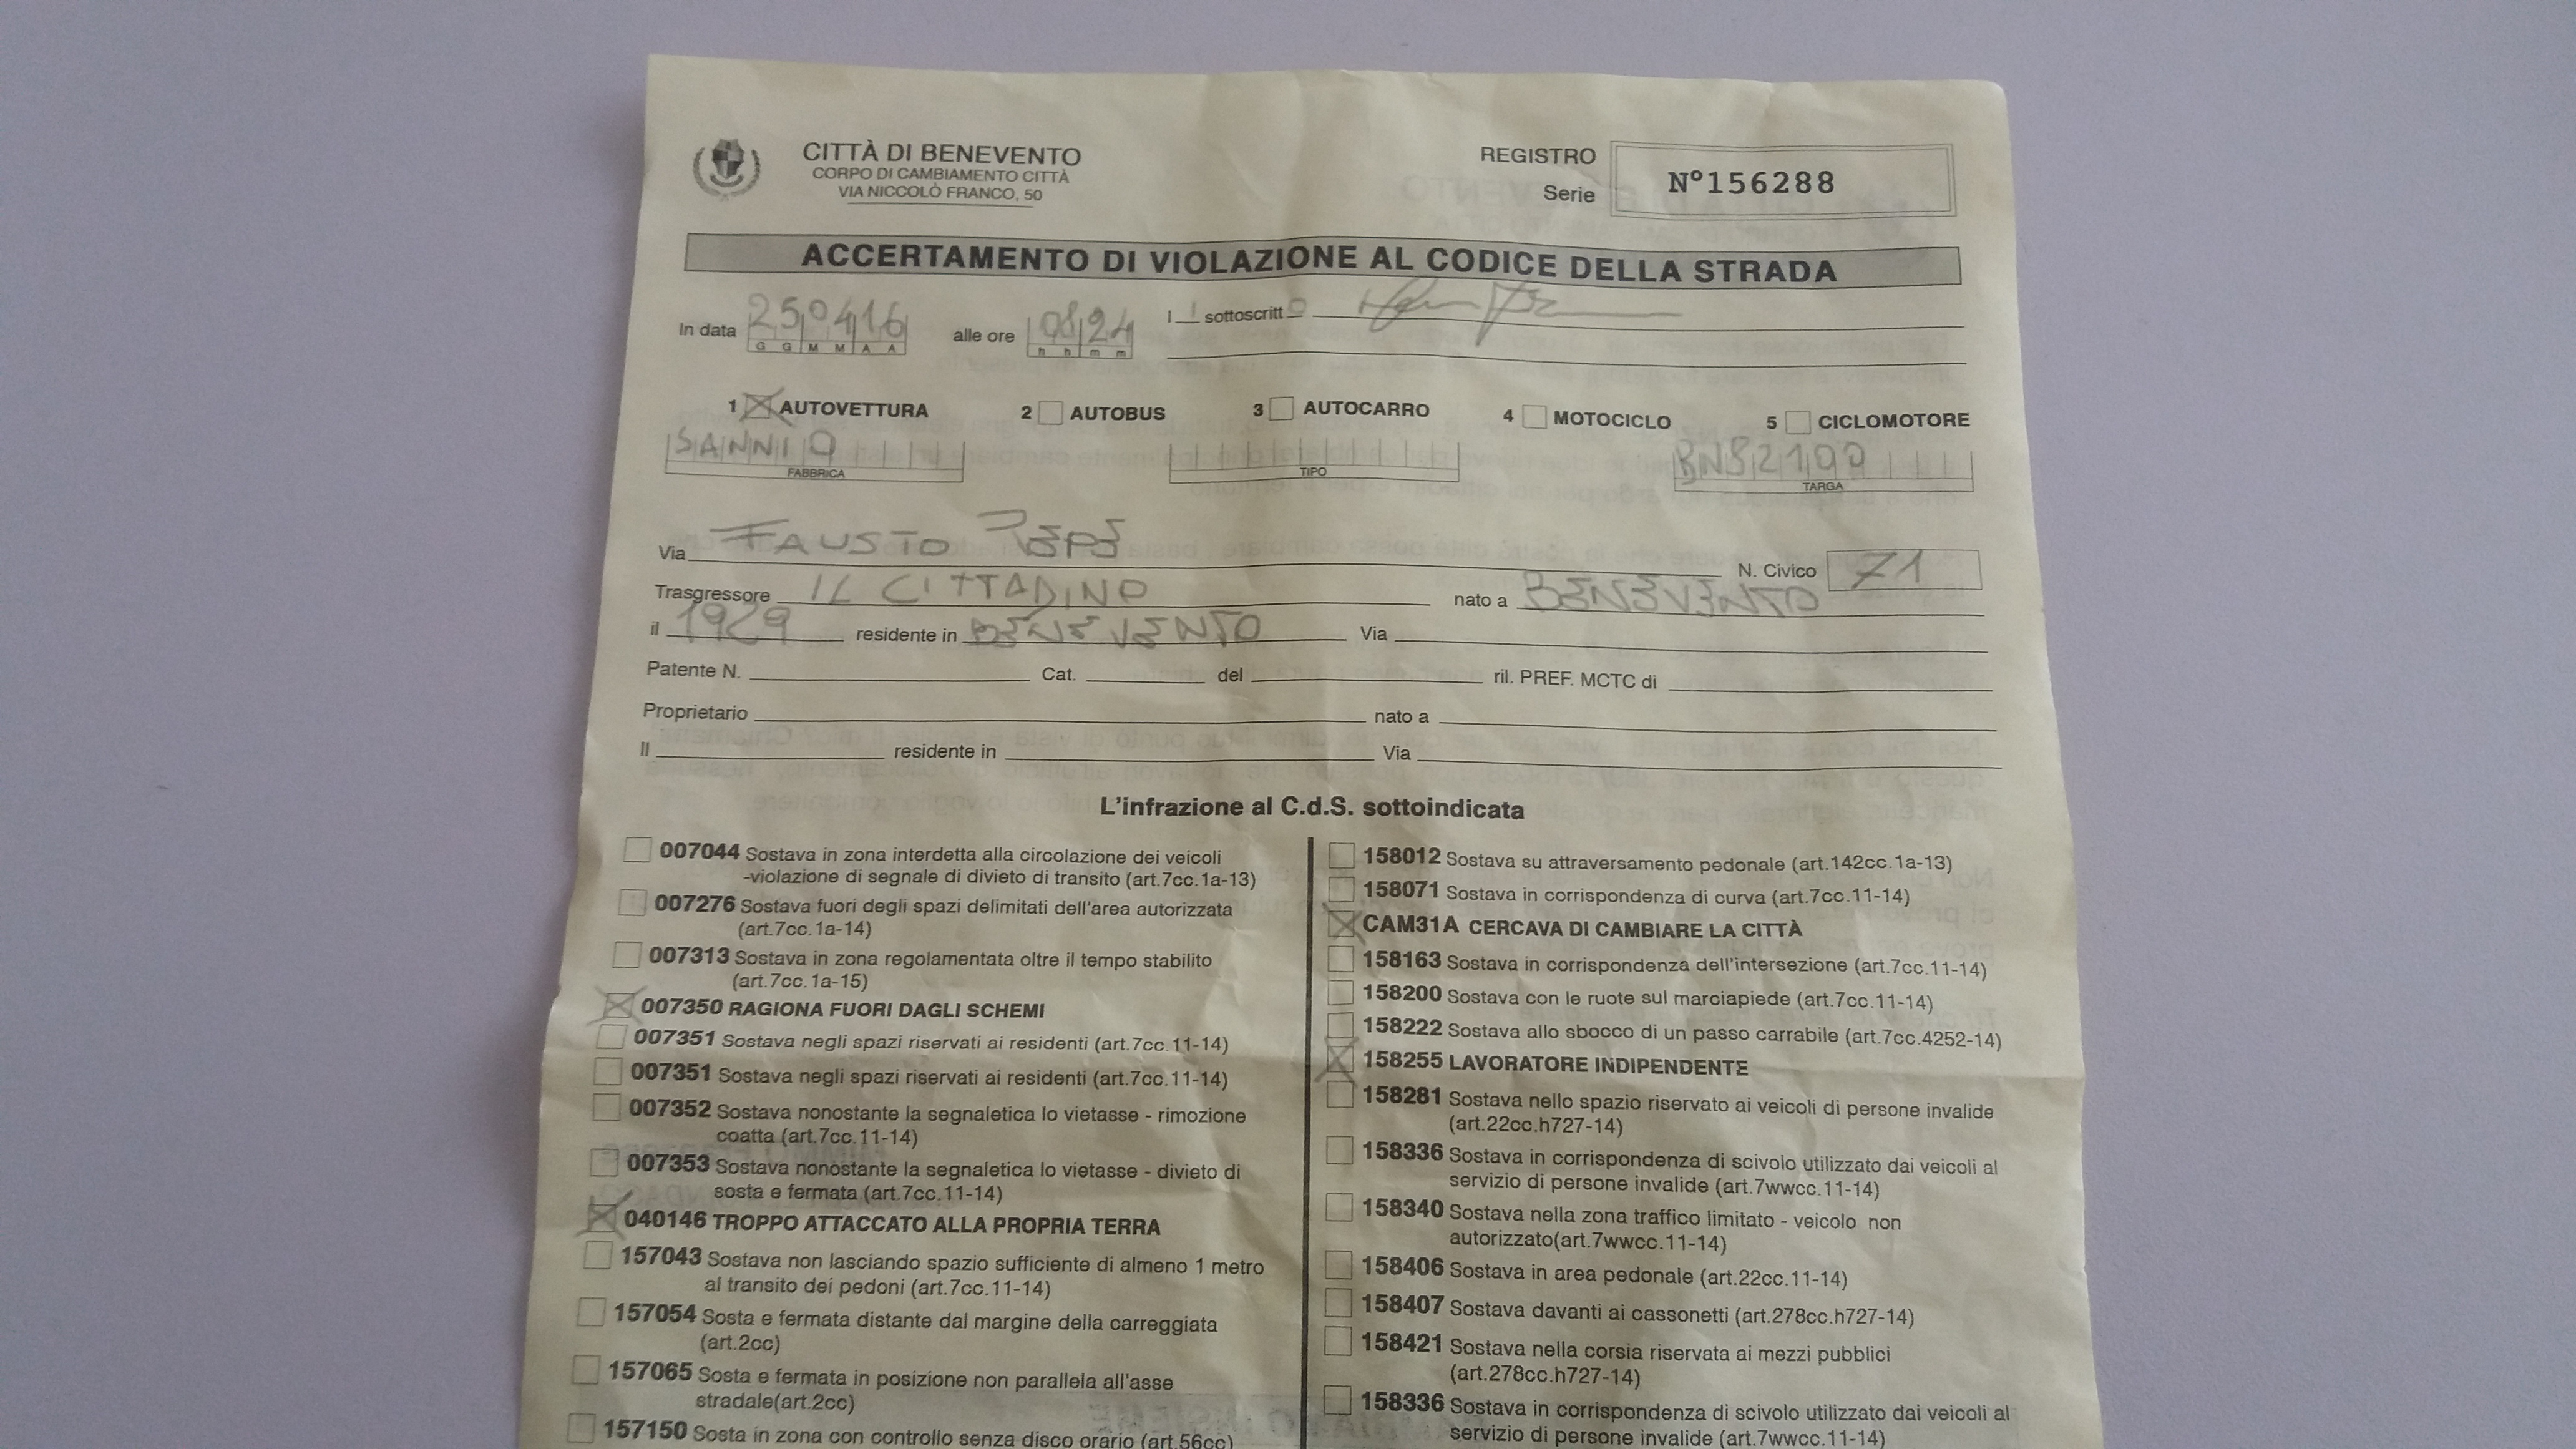 CITTÀ DI BENEVENTO
CORPO DI CAMBIAMENTO CITTÀ
VIA NICCOLÒ FRANCO, 50
REGISTRO
Serie
N°156288
ACCERTAMENTO DI VIOLAZIONE AL CODICE DELLA STRADA
In data 250416 alle ore 0824 I l sottoscritt o
G G M M A A h h m m
1 AUTOVETTURA 2 AUTOBUS 3 AUTOCARRO 4 MOTOCICLO 5 CICLOMOTORE
SANNIO BN82100
FABBRICA TIPO TARGA
Via FAUSTO PEPE N. Civico 71
Trasgressore IL CITTADINO nato a BENEVENTO
il 1929 residente in BENEVENTO Via
Patente N. Cat. del ril. PREF. MCTC di
Proprietario nato a
Il residente in Via
L'infrazione al C.d.S. sottoindicata
007044 Sostava in zona interdetta alla circolazione dei veicoli
-violazione di segnale di divieto di transito (art.7cc.1a-13)
007276 Sostava fuori degli spazi delimitati dell'area autorizzata
(art.7cc.1a-14)
007313 Sostava in zona regolamentata oltre il tempo stabilito
(art.7cc.1a-15)
007350 RAGIONA FUORI DAGLI SCHEMI
007351 Sostava negli spazi riservati ai residenti (art.7cc.11-14)
007351 Sostava negli spazi riservati ai residenti (art.7cc.11-14)
007352 Sostava nonostante la segnaletica lo vietasse - rimozione
coatta (art.7cc.11-14)
007353 Sostava nonostante la segnaletica lo vietasse - divieto di
sosta e fermata (art.7cc.11-14)
040146 TROPPO ATTACCATO ALLA PROPRIA TERRA
157043 Sostava non lasciando spazio sufficiente di almeno 1 metro
al transito dei pedoni (art.7cc.11-14)
157054 Sosta e fermata distante dal margine della carreggiata
(art.2cc)
157065 Sosta e fermata in posizione non parallela all'asse
stradale(art.2cc)
157150 Sosta in zona con controllo senza disco orario (art.56cc)
158012 Sostava su attraversamento pedonale (art.142cc.1a-13)
158071 Sostava in corrispondenza di curva (art.7cc.11-14)
CAM31A CERCAVA DI CAMBIARE LA CITTÀ
158163 Sostava in corrispondenza dell'intersezione (art.7cc.11-14)
158200 Sostava con le ruote sul marciapiede (art.7cc.11-14)
158222 Sostava allo sbocco di un passo carrabile (art.7cc.4252-14)
158255 LAVORATORE INDIPENDENTE
158281 Sostava nello spazio riservato ai veicoli di persone invalide
(art.22cc.h727-14)
158336 Sostava in corrispondenza di scivolo utilizzato dai veicoli al
servizio di persone invalide (art.7wwcc.11-14)
158340 Sostava nella zona traffico limitato - veicolo non
autorizzato(art.7wwcc.11-14)
158406 Sostava in area pedonale (art.22cc.11-14)
158407 Sostava davanti ai cassonetti (art.278cc.h727-14)
158421 Sostava nella corsia riservata ai mezzi pubblici
(art.278cc.h727-14)
158336 Sostava in corrispondenza di scivolo utilizzato dai veicoli al
servizio di persone invalide (art.7wwcc.11-14)